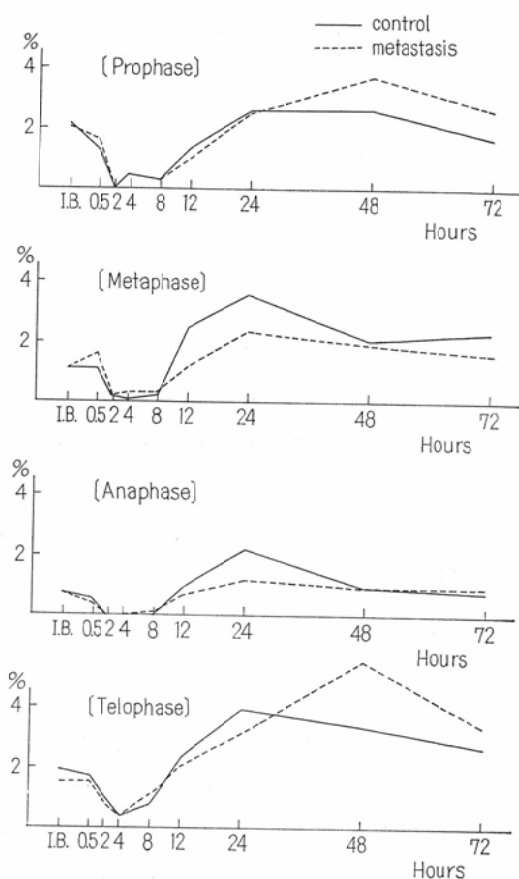 control
metastasis
%
[Prophase]
4
2
I.B. 0.5 2 4 8 12 24 48 72
Hours
%
[Metaphase]
4
2
I.B. 0.5 2 4 8 12 24 48 72
Hours
%
[Anaphase]
4
2
I.B. 0.5 2 4 8 12 24 48 72
Hours
%
[Telophase]
4
2
I.B. 0.5 2 4 8 12 24 48 72
Hours